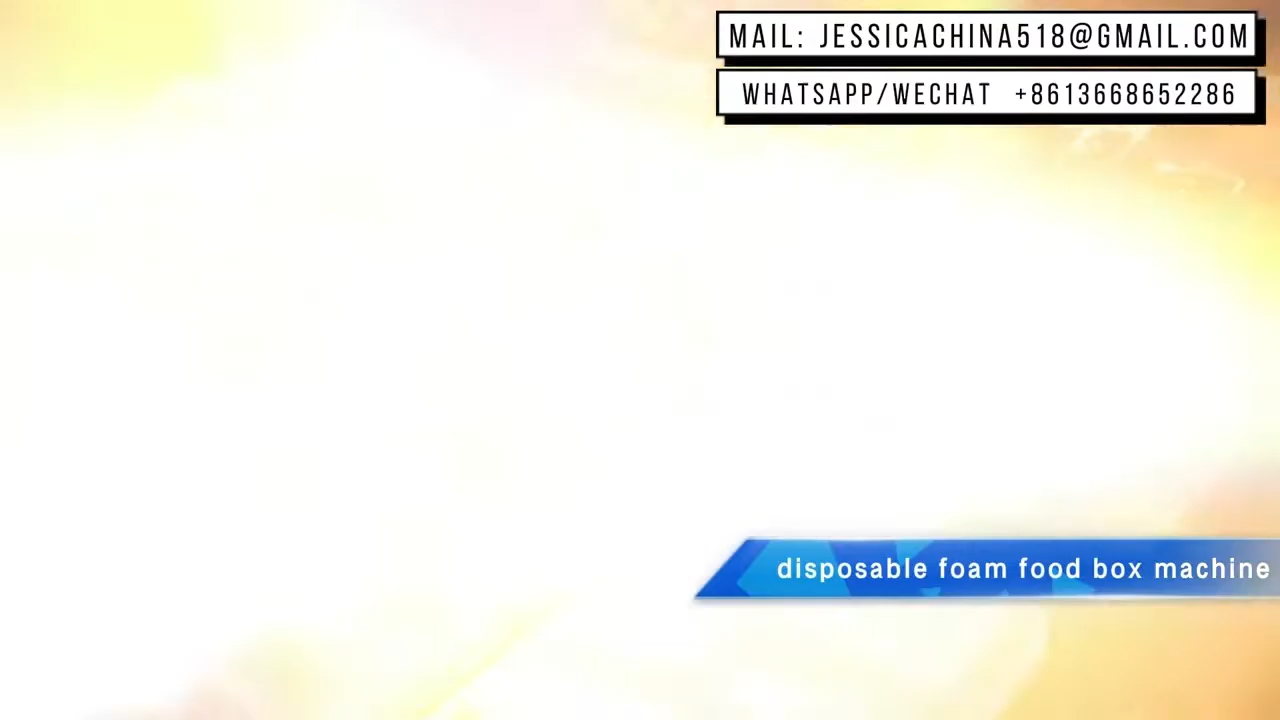 MAIL: JESSICACHINA518@GMAIL.COM
WHATSAPP/WECHAT +8613668652286
disposable foam food box machine